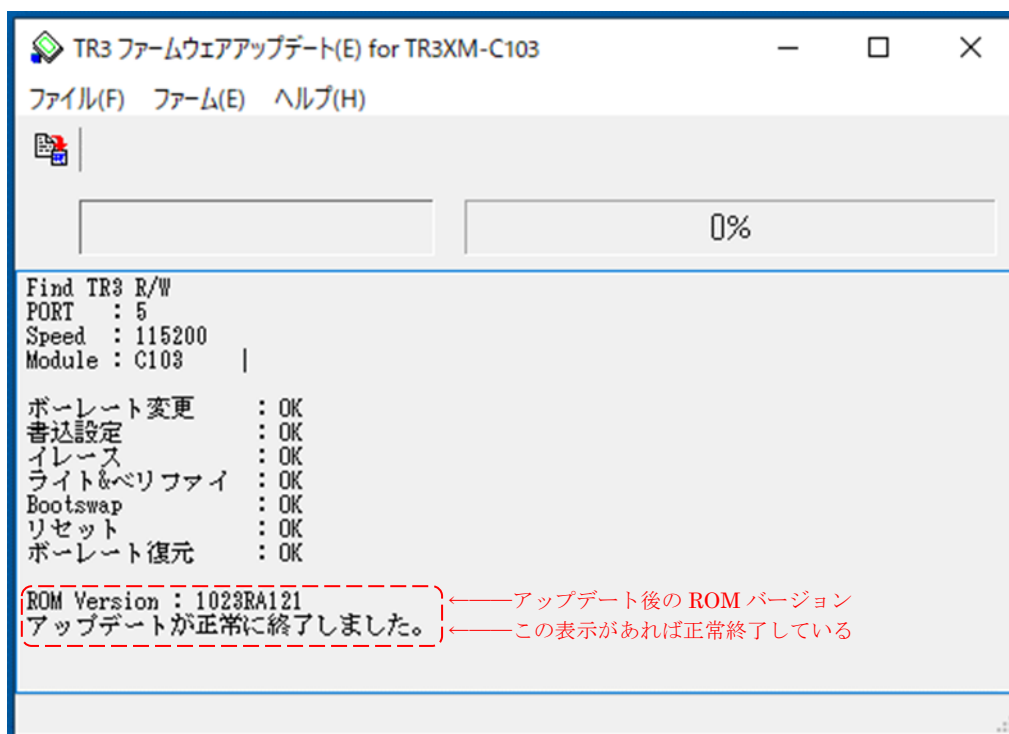 TR3 ファームウェアアップデート(E) for TR3XM-C103
ファイル(F) ファーム(E) ヘルプ(H)
0%
Find TR3 R/W
PORT : 5
Speed : 115200
Module : C103
ボーレート変更 : OK
書込設定 : OK
イレース : OK
ライト&ベリファイ : OK
Bootswap : OK
リセット : OK
ボーレート復元 : OK
ROM Version : 1023RA121 ←───アップデート後の ROM バージョン
アップデートが正常に終了しました。 ←───この表示があれば正常終了している